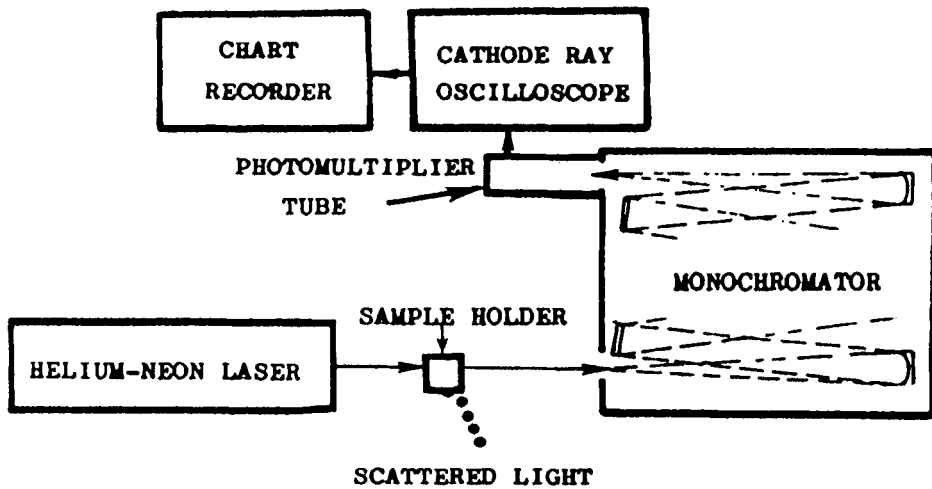 CHART
RECORDER
CATHODE RAY
OSCILLOSCOPE
PHOTOMULTIPLIER
TUBE
MONOCHROMATOR
SAMPLE HOLDER
HELIUM-NEON LASER
SCATTERED LIGHT